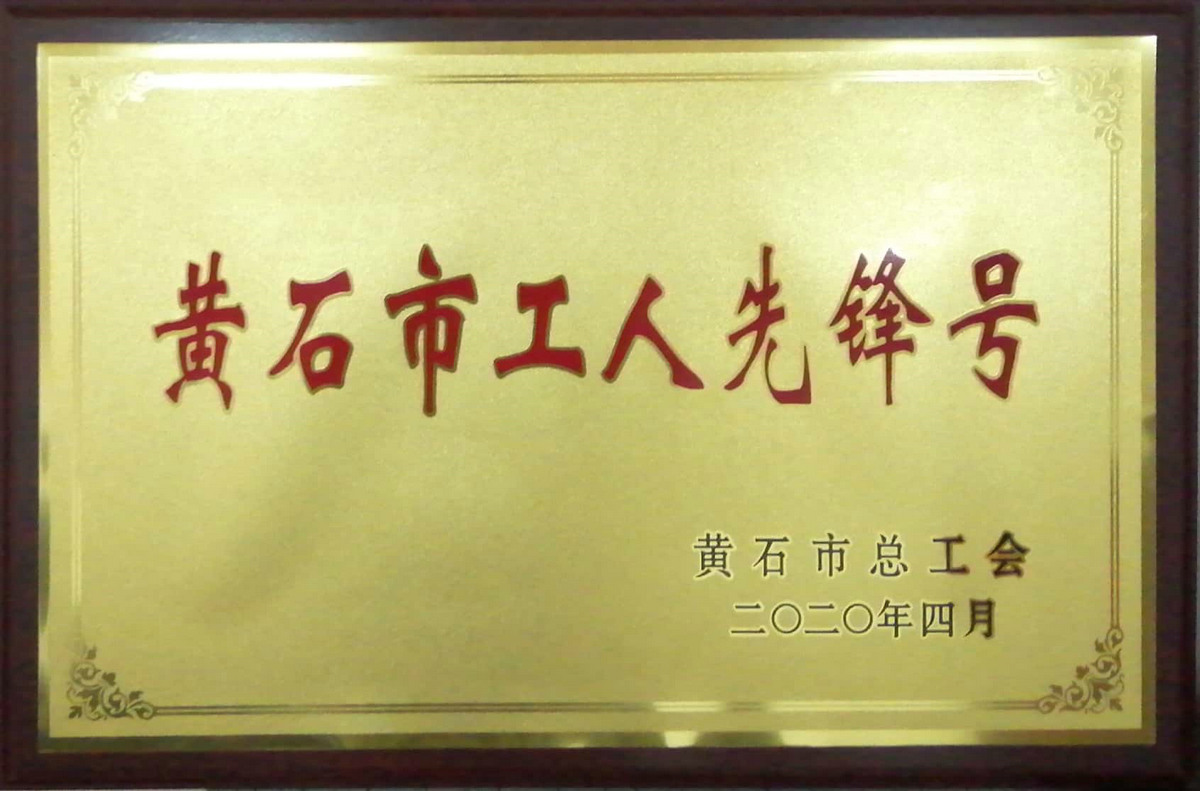 黄石市工人先锋号
黄石市总工会
二〇二〇年四月